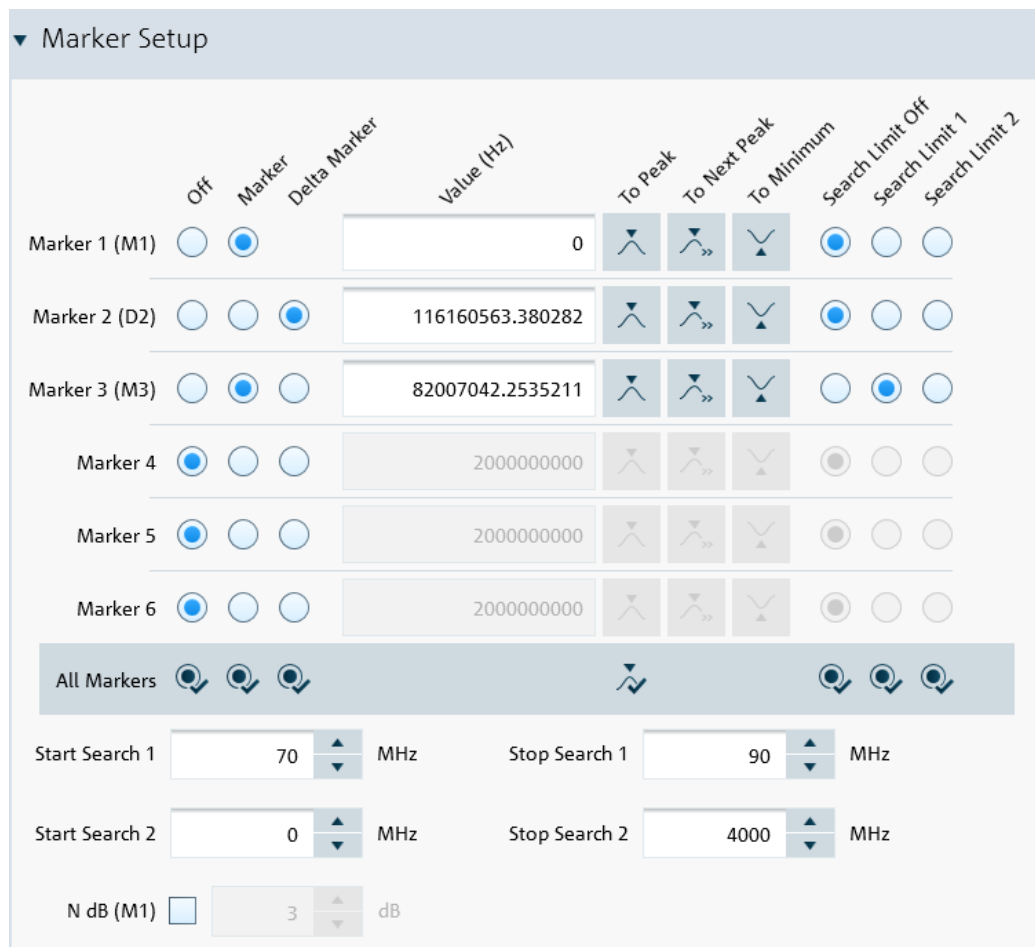 Marker Setup
Off Marker Delta Marker Value (Hz) To Peak To Next Peak To Minimum Search Limit Off Search Limit 1 Search Limit 2
Marker 1 (M1) 0
Marker 2 (D2) 116160563.380282
Marker 3 (M3) 82007042.2535211
Marker 4 2000000000
Marker 5 2000000000
Marker 6 2000000000
All Markers
Start Search 1 70 MHz Stop Search 1 90 MHz
Start Search 2 0 MHz Stop Search 2 4000 MHz
N dB (M1) 3 dB